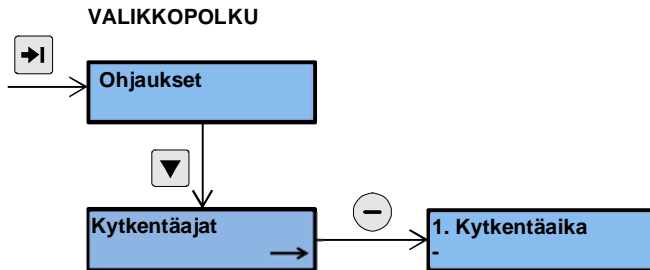 VALIKKOPOLKU
Ohjaukset
Kytkentäajat
1. Kytkentäaika
-